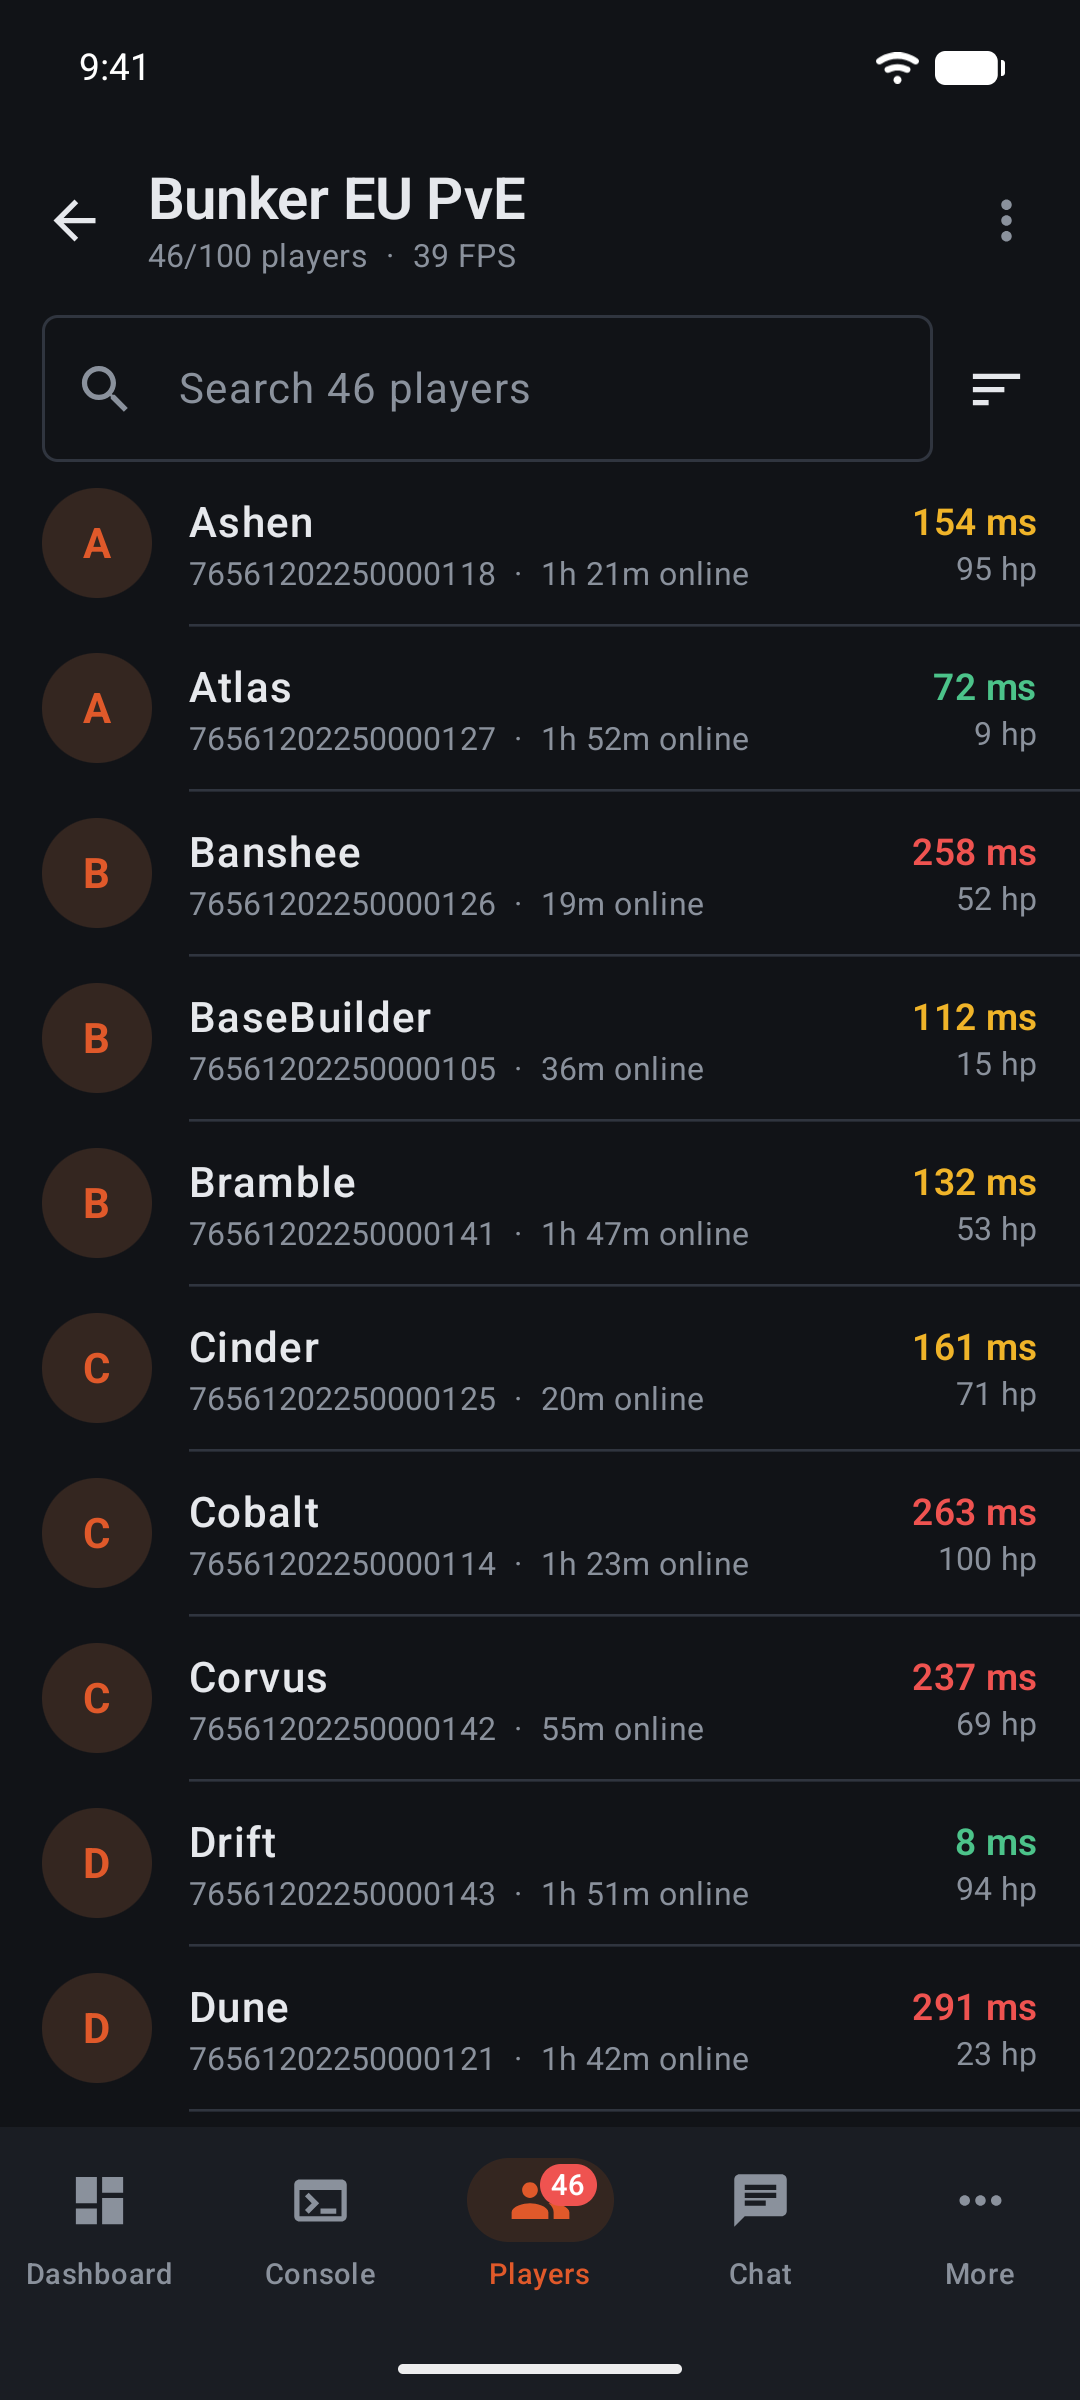 9:41
Bunker EU PvE
46/100 players · 39 FPS
Search 46 players
A
Ashen
154 ms
76561202250000118 · 1h 21m online
95 hp
A
Atlas
72 ms
76561202250000127 · 1h 52m online
9 hp
B
Banshee
258 ms
76561202250000126 · 19m online
52 hp
B
BaseBuilder
112 ms
76561202250000105 · 36m online
15 hp
B
Bramble
132 ms
76561202250000141 · 1h 47m online
53 hp
C
Cinder
161 ms
76561202250000125 · 20m online
71 hp
C
Cobalt
263 ms
76561202250000114 · 1h 23m online
100 hp
C
Corvus
237 ms
76561202250000142 · 55m online
69 hp
D
Drift
8 ms
76561202250000143 · 1h 51m online
94 hp
D
Dune
291 ms
76561202250000121 · 1h 42m online
23 hp
46
Dashboard
Console
Players
Chat
More